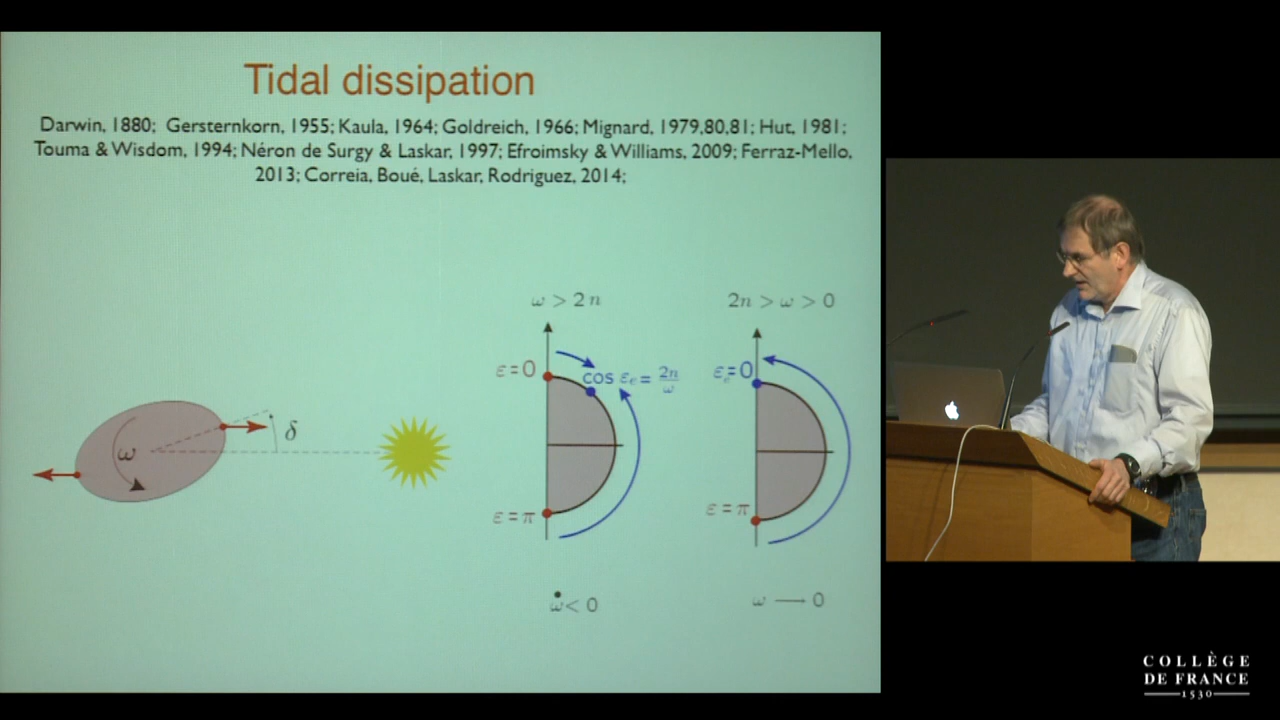 Tidal dissipation
Darwin, 1880; Gersternkorn, 1955; Kaula, 1964; Goldreich, 1966; Mignard, 1979,80,81; Hut, 1981;
Touma & Wisdom, 1994; Néron de Surgy & Laskar, 1997; Efroimsky & Williams, 2009; Ferraz-Mello,
2013; Correia, Boué, Laskar, Rodriguez, 2014;
ω > 2 n
2n > ω > 0
ε = 0
cos εₑ = 2n/ω
εₑ = 0
δ
ω
ε = π
ε = π
ω̇ < 0
ω → 0
COLLÈGE
DE FRANCE
1530